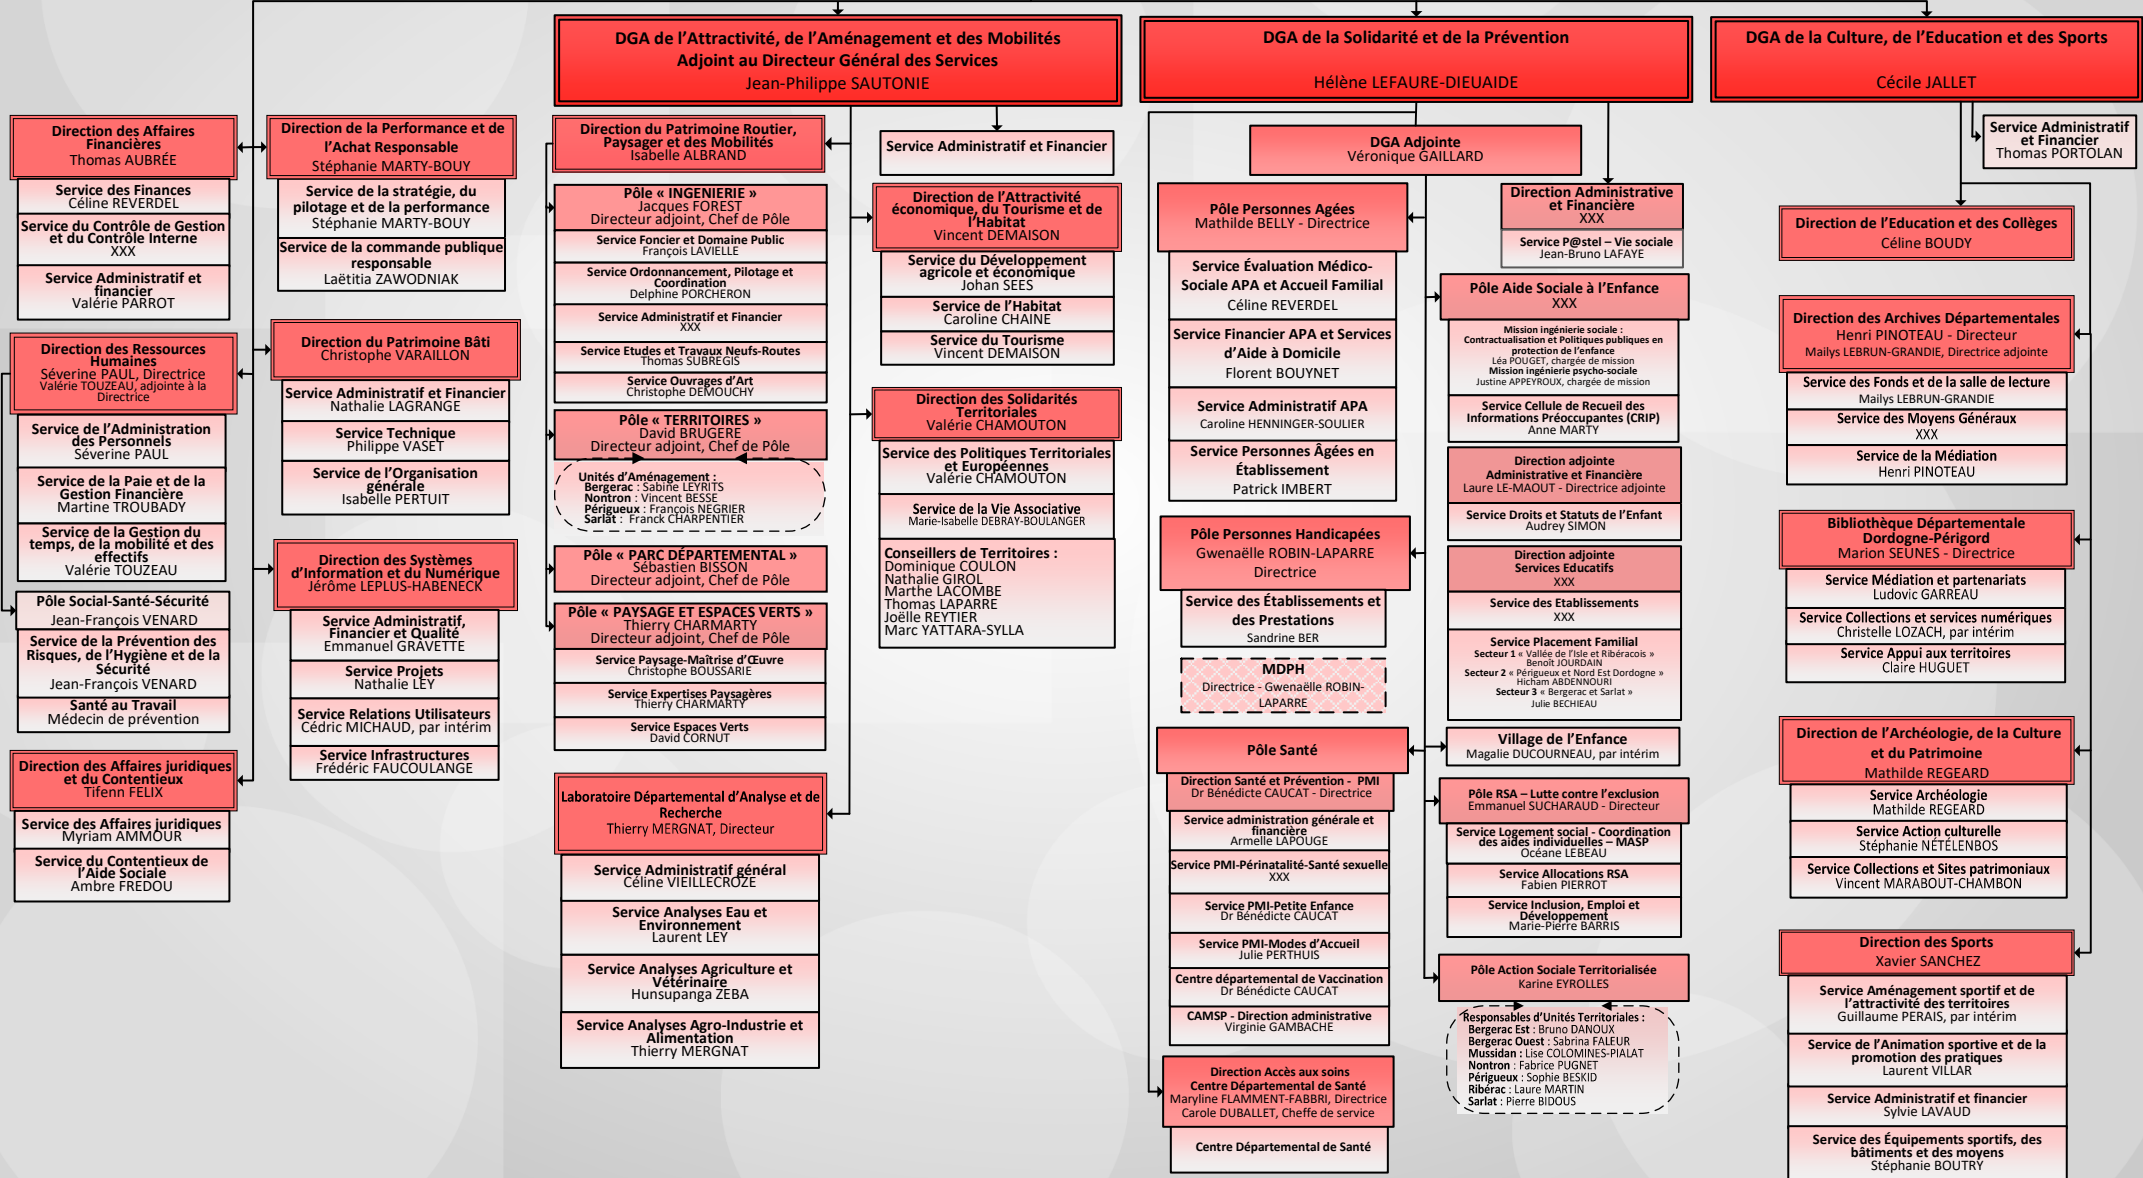 DGA de l'Attractivité, de l'Aménagement et des Mobilités
Adjoint au Directeur Général des Services
Jean-Philippe SAUTONIE
DGA de la Solidarité et de la Prévention
Hélène LEFAURE-DIEUAIDE
DGA de la Culture, de l'Education et des Sports
Cécile JALLET
Direction des Affaires
Financières
Thomas AUBRÉE
Service des Finances
Céline REVERDEL
Service du Contrôle de Gestion
et du Contrôle Interne
XXX
Service Administratif et
financier
Valérie PARROT
Direction des Ressources
Humaines
Séverine PAUL, Directrice
Valérie TOUZEAU, adjointe à la
Directrice
Service de l'Administration
des Personnels
Séverine PAUL
Service de la Paie et de la
Gestion Financière
Martine TROUBADY
Service de la Gestion du
temps, de la mobilité et des
effectifs
Valérie TOUZEAU
Pôle Social-Santé-Sécurité
Jean-François VENARD
Service de la Prévention des
Risques, de l'Hygiène et de la
Sécurité
Jean-François VENARD
Santé au Travail
Médecin de prévention
Direction des Affaires juridiques
et du Contentieux
Tifenn FELIX
Service des Affaires juridiques
Myriam AMMOUR
Service du Contentieux de
l'Aide Sociale
Ambre FREDOU
Direction de la Performance et de
l'Achat Responsable
Stéphanie MARTY-BOUY
Service de la stratégie, du
pilotage et de la performance
Stéphanie MARTY-BOUY
Service de la commande publique
responsable
Laëtitia ZAWODNIAK
Direction du Patrimoine Bâti
Christophe VARAILLON
Service Administratif et Financier
Nathalie LAGRANGE
Service Technique
Philippe VASET
Service de l'Organisation
générale
Isabelle PERTUIT
Direction des Systèmes
d'Information et du Numérique
Jérôme LEPLUS-HABENECK
Service Administratif,
Financier et Qualité
Emmanuel GRAVETTE
Service Projets
Nathalie LEY
Service Relations Utilisateurs
Cédric MICHAUD, par intérim
Service Infrastructures
Frédéric FAUCOULANGE
Direction du Patrimoine Routier,
Paysager et des Mobilités
Isabelle ALBRAND
Pôle « INGENIERIE »
Jacques FOREST
Directeur adjoint, Chef de Pôle
Service Foncier et Domaine Public
François LAVIELLE
Service Ordonnancement, Pilotage et
Coordination
Delphine PORCHERON
Service Administratif et Financier
XXX
Service Etudes et Travaux Neufs-Routes
Thomas SUBREGIS
Service Ouvrages d'Art
Christophe DEMOUCHY
Pôle « TERRITOIRES »
David BRUGERE
Directeur adjoint, Chef de Pôle
Unités d'Aménagement :
Bergerac : Sabine LEYRITS
Nontron : Vincent BESSE
Périgueux : François NEGRIER
Sarlat : Franck CHARPENTIER
Pôle « PARC DÉPARTEMENTAL »
Sébastien BISSON
Directeur adjoint, Chef de Pôle
Pôle « PAYSAGE ET ESPACES VERTS »
Thierry CHARMARTY
Directeur adjoint, Chef de Pôle
Service Paysage-Maîtrise d'Œuvre
Christophe BOUSSARIE
Service Expertises Paysagères
Thierry CHARMARTY
Service Espaces Verts
David CORNUT
Laboratoire Départemental d'Analyse et de
Recherche
Thierry MERGNAT, Directeur
Service Administratif général
Céline VIEILLECROZE
Service Analyses Eau et
Environnement
Laurent LEY
Service Analyses Agriculture et
Vétérinaire
Hunsupanga ZEBA
Service Analyses Agro-Industrie et
Alimentation
Thierry MERGNAT
Service Administratif et Financier
Direction de l'Attractivité
économique, du Tourisme et de
l'Habitat
Vincent DEMAISON
Service du Développement
agricole et économique
Johan SEES
Service de l'Habitat
Caroline CHAINE
Service du Tourisme
Vincent DEMAISON
Direction des Solidarités
Territoriales
Valérie CHAMOUTON
Service des Politiques Territoriales
et Européennes
Valérie CHAMOUTON
Service de la Vie Associative
Marie-Isabelle DEBRAY-BOULANGER
Conseillers de Territoires :
Dominique COULON
Nathalie GIROL
Marthe LACOMBE
Thomas LAPARRE
Joëlle REYTIER
Marc YATTARA-SYLLA
DGA Adjointe
Véronique GAILLARD
Pôle Personnes Agées
Mathilde BELLY - Directrice
Service Évaluation Médico-
Sociale APA et Accueil Familial
Céline REVERDEL
Service Financier APA et Services
d'Aide à Domicile
Florent BOUYNET
Service Administratif APA
Caroline HENNINGER-SOULIER
Service Personnes Âgées en
Établissement
Patrick IMBERT
Pôle Personnes Handicapées
Gwenaëlle ROBIN-LAPARRE
Directrice
Service des Établissements et
des Prestations
Sandrine BER
MDPH
Directrice - Gwenaëlle ROBIN-
LAPARRE
Pôle Santé
Direction Santé et Prévention - PMI
Dr Bénédicte CAUCAT - Directrice
Service administration générale et
financière
Armelle LAPOUGE
Service PMI-Périnatalité-Santé sexuelle
XXX
Service PMI-Petite Enfance
Dr Bénédicte CAUCAT
Service PMI-Modes d'Accueil
Julie PERTHUIS
Centre départemental de Vaccination
Dr Bénédicte CAUCAT
CAMSP - Direction administrative
Virginie GAMBACHE
Direction Accès aux soins
Centre Départemental de Santé
Maryline FLAMMENT-FABBRI, Directrice
Carole DUBALLET, Cheffe de service
Centre Départemental de Santé
Direction Administrative
et Financière
XXX
Service P@stel – Vie sociale
Jean-Bruno LAFAYE
Pôle Aide Sociale à l'Enfance
XXX
Mission ingénierie sociale :
Contractualisation et Politiques publiques en
protection de l'enfance
Léa POUGET, chargée de mission
Mission ingénierie psycho-sociale
Justine APPEYROUX, chargée de mission
Service Cellule de Recueil des
Informations Préoccupantes (CRIP)
Anne MARTY
Direction adjointe
Administrative et Financière
Laure LE-MAOUT - Directrice adjointe
Service Droits et Statuts de l'Enfant
Audrey SIMON
Direction adjointe
Services Educatifs
XXX
Service des Etablissements
XXX
Service Placement Familial
Secteur 1 « Vallée de l'Isle et Ribéracois »
Benoît JOURDAIN
Secteur 2 « Périgueux et Nord Est Dordogne »
Hicham ABDENNOURI
Secteur 3 « Bergerac et Sarlat »
Julie BECHIEAU
Village de l'Enfance
Magalie DUCOURNEAU, par intérim
Pôle RSA – Lutte contre l'exclusion
Emmanuel SUCHARAUD - Directeur
Service Logement social - Coordination
des aides individuelles – MASP
Océane LEBEAU
Service Allocations RSA
Fabien PIERROT
Service Inclusion, Emploi et
Développement
Marie-Pierre BARRIS
Pôle Action Sociale Territorialisée
Karine EYROLLES
Responsables d'Unités Territoriales :
Bergerac Est : Bruno DANOUX
Bergerac Ouest : Sabrina FALEUR
Mussidan : Lise COLOMINES-PIALAT
Nontron : Fabrice PUGNET
Périgueux : Sophie BESKID
Ribérac : Laure MARTIN
Sarlat : Pierre BIDOUS
Service Administratif
et Financier
Thomas PORTOLAN
Direction de l'Education et des Collèges
Céline BOUDY
Direction des Archives Départementales
Henri PINOTEAU - Directeur
Mailys LEBRUN-GRANDIE, Directrice adjointe
Service des Fonds et de la salle de lecture
Mailys LEBRUN-GRANDIE
Service des Moyens Généraux
XXX
Service de la Médiation
Henri PINOTEAU
Bibliothèque Départementale
Dordogne-Périgord
Marion SEUNES - Directrice
Service Médiation et partenariats
Ludovic GARREAU
Service Collections et services numériques
Christelle LOZACH, par intérim
Service Appui aux territoires
Claire HUGUET
Direction de l'Archéologie, de la Culture
et du Patrimoine
Mathilde REGEARD
Service Archéologie
Mathilde REGEARD
Service Action culturelle
Stéphanie NÉTÉLENBOS
Service Collections et Sites patrimoniaux
Vincent MARABOUT-CHAMBON
Direction des Sports
Xavier SANCHEZ
Service Aménagement sportif et de
l'attractivité des territoires
Guillaume PERAIS, par intérim
Service de l'Animation sportive et de la
promotion des pratiques
Laurent VILLAR
Service Administratif et financier
Sylvie LAVAUD
Service des Équipements sportifs, des
bâtiments et des moyens
Stéphanie BOUTRY